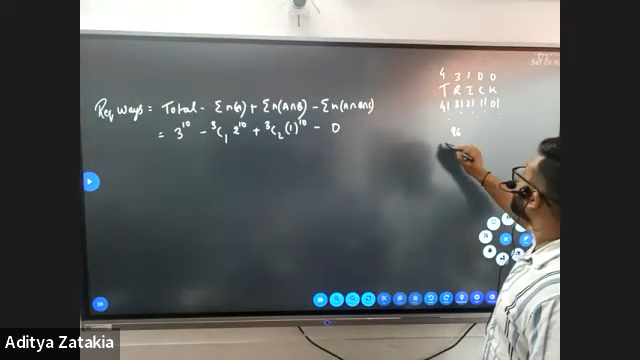 Req Ways = Total - Σn(A) + Σn(A∩B) - Σn(A∩B∩C)
= 3¹⁰ - ³C₁ 2¹⁰ + ³C₂ (1)¹⁰ - 0
4 3 1 0 0
T R I C K
4! 3! 2! 1! 0!
96
Aditya Zatakia